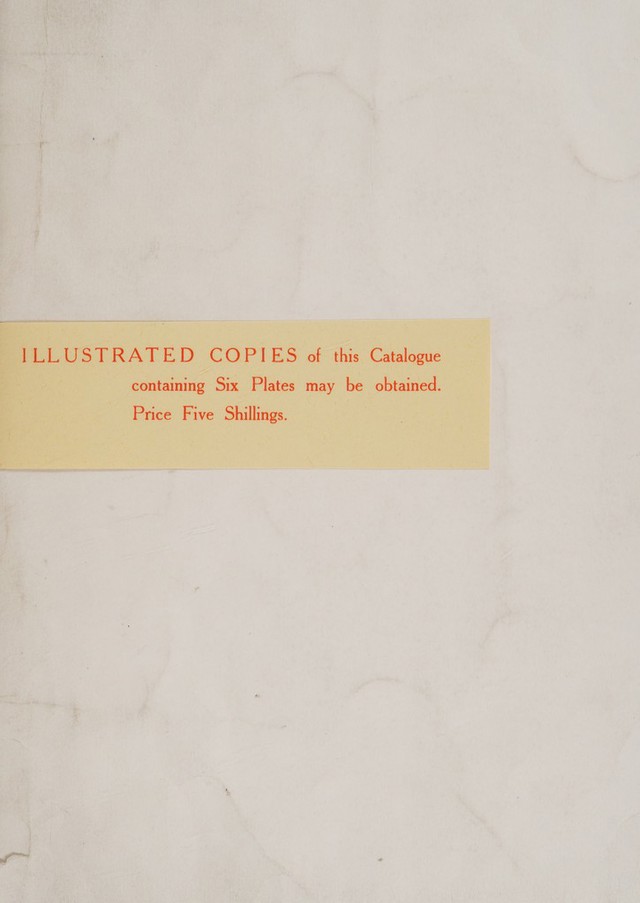 ILLUSTRATED COPIES of this Catalogue
containing Six Plates may be obtained.
Price Five Shillings.